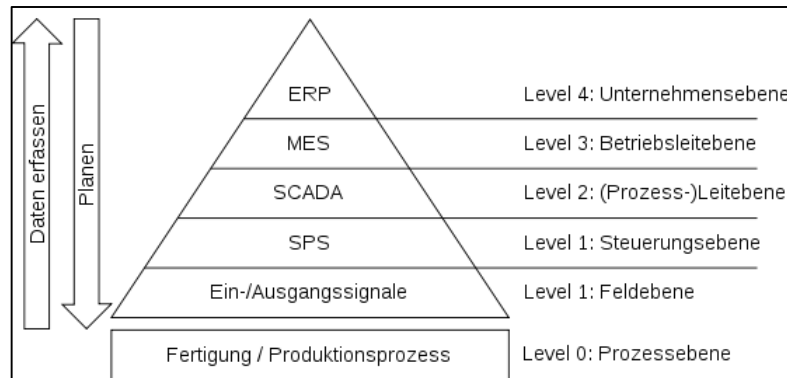 Daten erfassen
Planen
ERP
Level 4: Unternehmensebene
MES
Level 3: Betriebsleitebene
SCADA
Level 2: (Prozess-)Leitebene
SPS
Level 1: Steuerungsebene
Ein-/Ausgangssignale
Level 1: Feldebene
Fertigung / Produktionsprozess
Level 0: Prozessebene